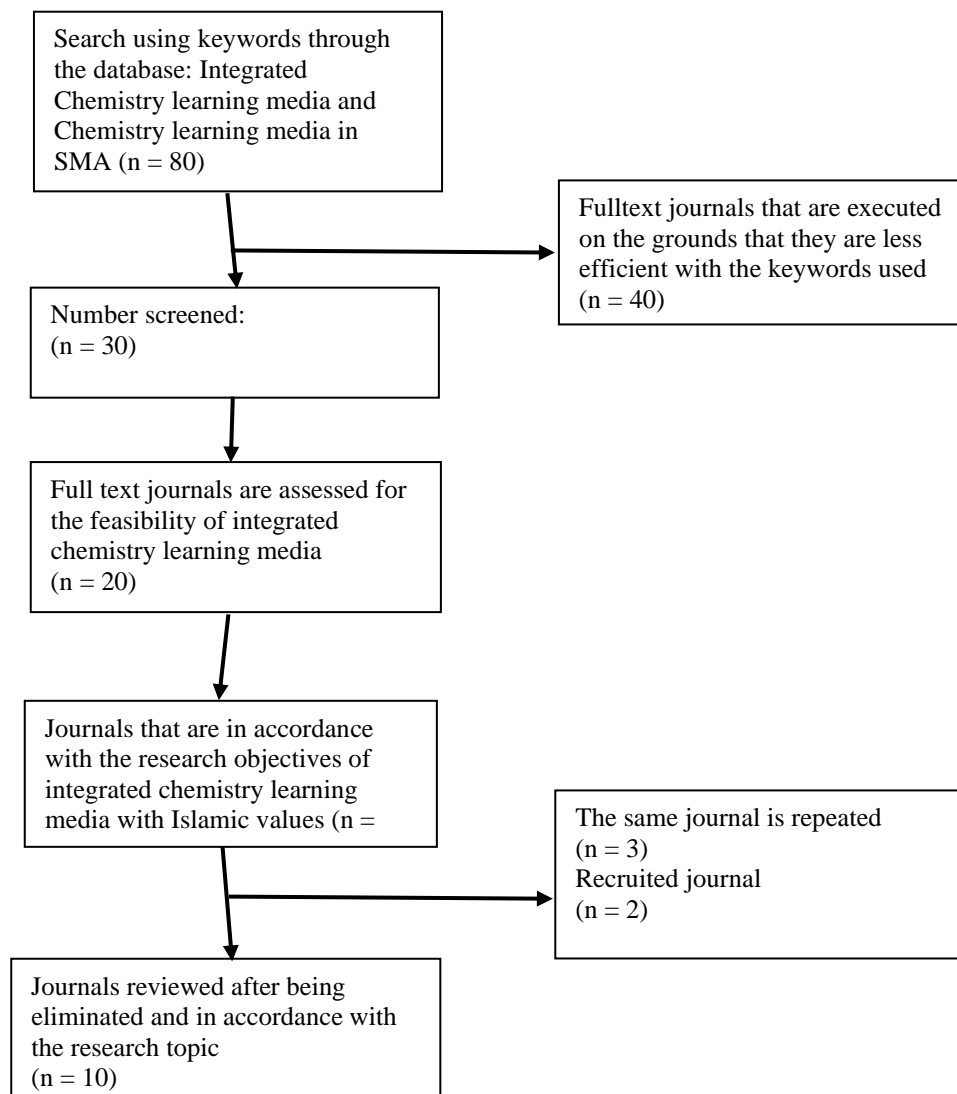 Search using keywords through
the database: Integrated
Chemistry learning media and
Chemistry learning media in
SMA (n = 80)
Fulltext journals that are executed
on the grounds that they are less
efficient with the keywords used
(n = 40)
Number screened:
(n = 30)
Full text journals are assessed for
the feasibility of integrated
chemistry learning media
(n = 20)
Journals that are in accordance
with the research objectives of
integrated chemistry learning
media with Islamic values (n =
The same journal is repeated
(n = 3)
Recruited journal
(n = 2)
Journals reviewed after being
eliminated and in accordance with
the research topic
(n = 10)